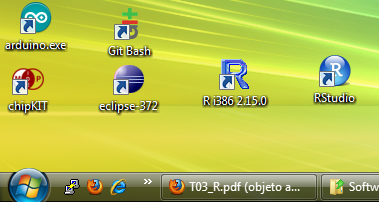 arduino.exe
Git Bash
chipKIT
eclipse-372
R i386 2.15.0
RStudio
» T03_R.pdf (objeto a... Softw